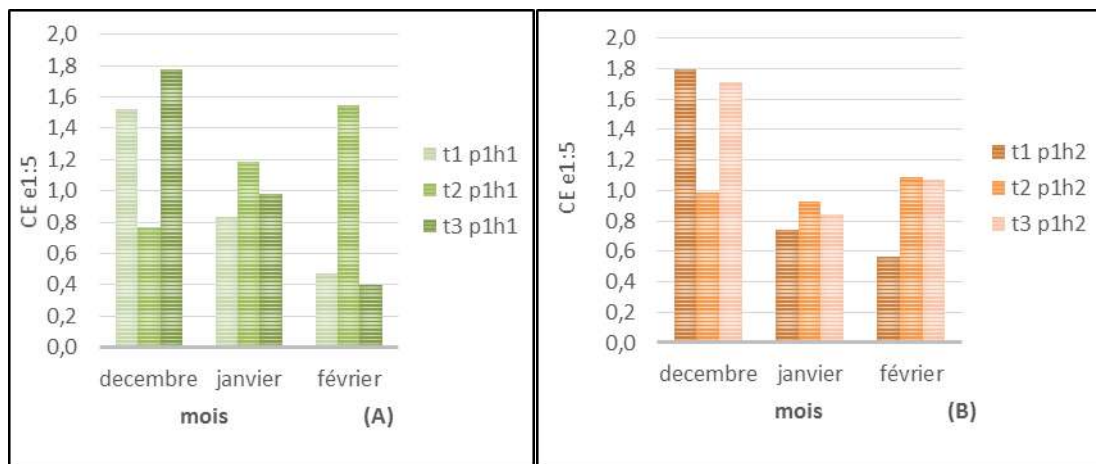 2,0
1,8
1,6
1,4
1,2
1,0
0,8
0,6
0,4
0,2
0,0
CE e1:5
decembre janvier février
mois (A)
t1 p1h1
t2 p1h1
t3 p1h1
2,0
1,8
1,6
1,4
1,2
1,0
0,8
0,6
0,4
0,2
0,0
CE e1:5
decembre janvier février
mois (B)
t1 p1h2
t2 p1h2
t3 p1h2